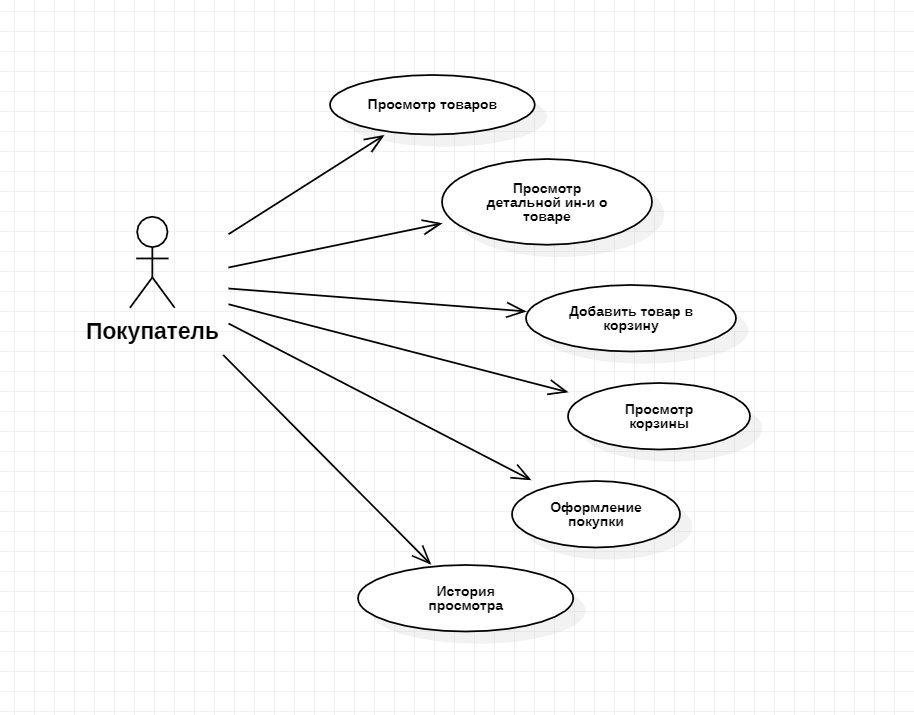 Просмотр товаров
Просмотр
детальной ин-и о
товаре
Добавить товар в
корзину
Покупатель
Просмотр
корзины
Оформление
покупки
История
просмотра